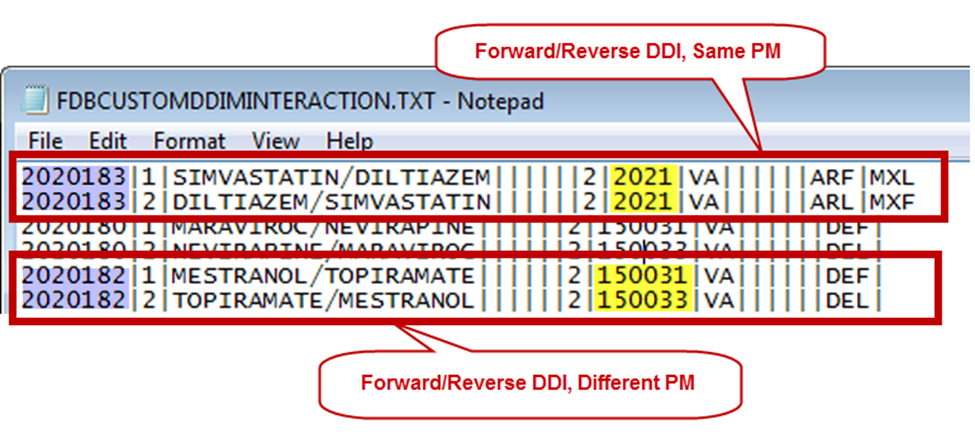 Forward/Reverse DDI, Same PM
FDBCUSTOMDDIMINTERACTION.TXT - Notepad
File Edit Format View Help
2020183|1|SIMVASTATIN/DILTIAZEM||||||2|2021|VA||||||ARF|MXL
2020183|2|DILTIAZEM/SIMVASTATIN||||||2|2021|VA||||||ARL|MXF
2020180|1|MARAVIROC/NEVIRAPINE||||||2|150031|VA||||||DEF|
2020180|2|NEVIRAPINE/MARAVIROC||||||2|150033|VA||||||DEL|
2020182|1|MESTRANOL/TOPIRAMATE||||||2|150031|VA||||||DEF|
2020182|2|TOPIRAMATE/MESTRANOL||||||2|150033|VA||||||DEL|
Forward/Reverse DDI, Different PM